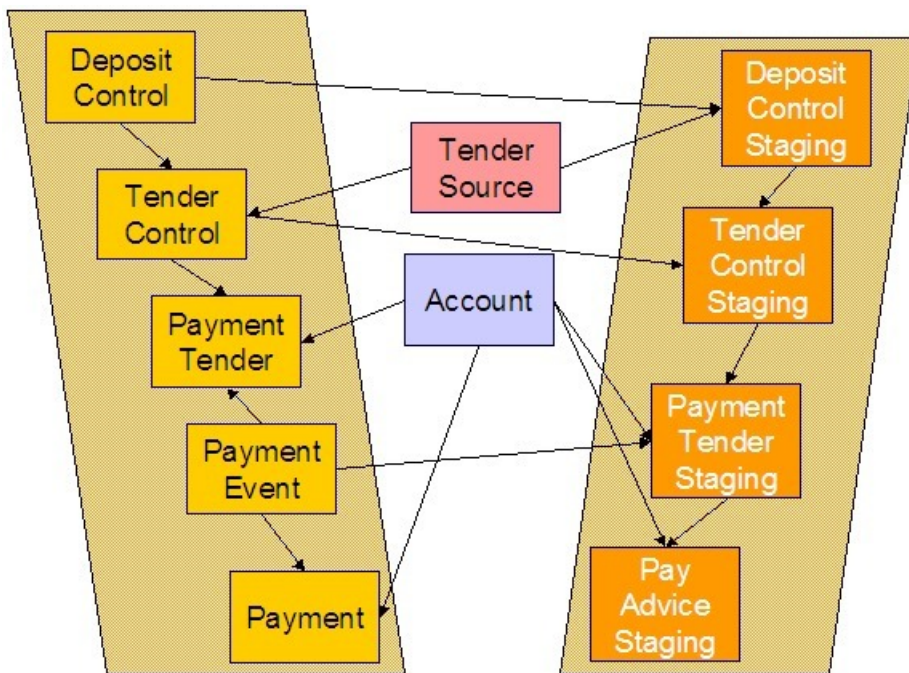 Deposit
Control
Tender
Control
Payment
Tender
Payment
Event
Payment
Tender
Source
Account
Deposit
Control
Staging
Tender
Control
Staging
Payment
Tender
Staging
Pay
Advice
Staging